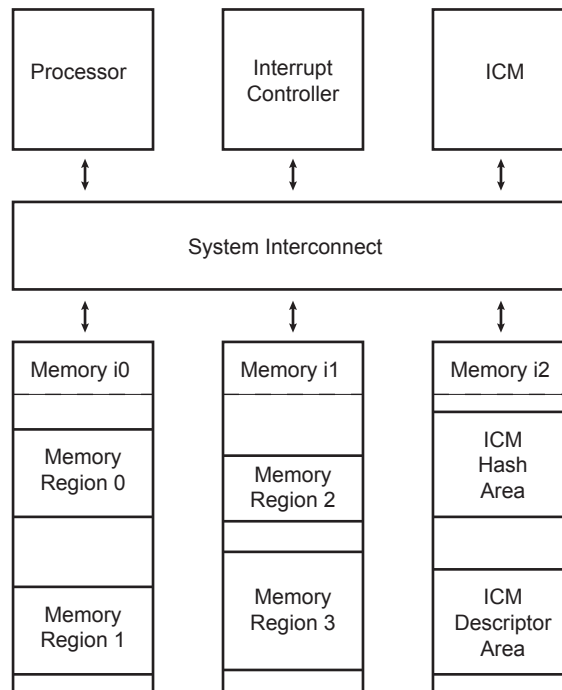 Processor
Interrupt
Controller
ICM
System Interconnect
Memory i0
Memory i1
Memory i2
Memory
Region 0
Memory
Region 2
ICM
Hash
Area
Memory
Region 1
Memory
Region 3
ICM
Descriptor
Area